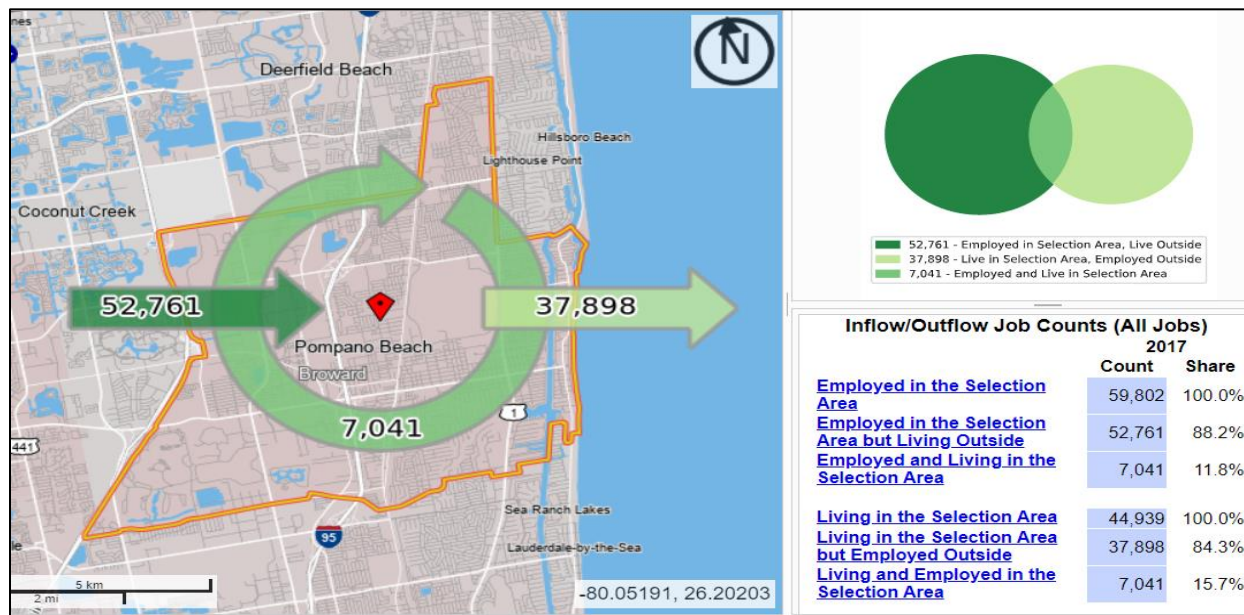 Deerfield Beach
N
Hillsboro Beach
Lighthouse Point
Coconut Creek
52,761
37,898
Pompano Beach
Broward
7,041
1
441
95
Sea Ranch Lakes
Lauderdale-by-the-Sea
5 km
2 mi
-80.05191, 26.20203
52,761 - Employed in Selection Area, Live Outside
37,898 - Live in Selection Area, Employed Outside
7,041 - Employed and Live in Selection Area
Inflow/Outflow Job Counts (All Jobs)
2017
Count Share
Employed in the Selection
Area 59,802 100.0%
Employed in the Selection
Area but Living Outside 52,761 88.2%
Employed and Living in the
Selection Area 7,041 11.8%
Living in the Selection Area 44,939 100.0%
Living in the Selection Area
but Employed Outside 37,898 84.3%
Living and Employed in the
Selection Area 7,041 15.7%